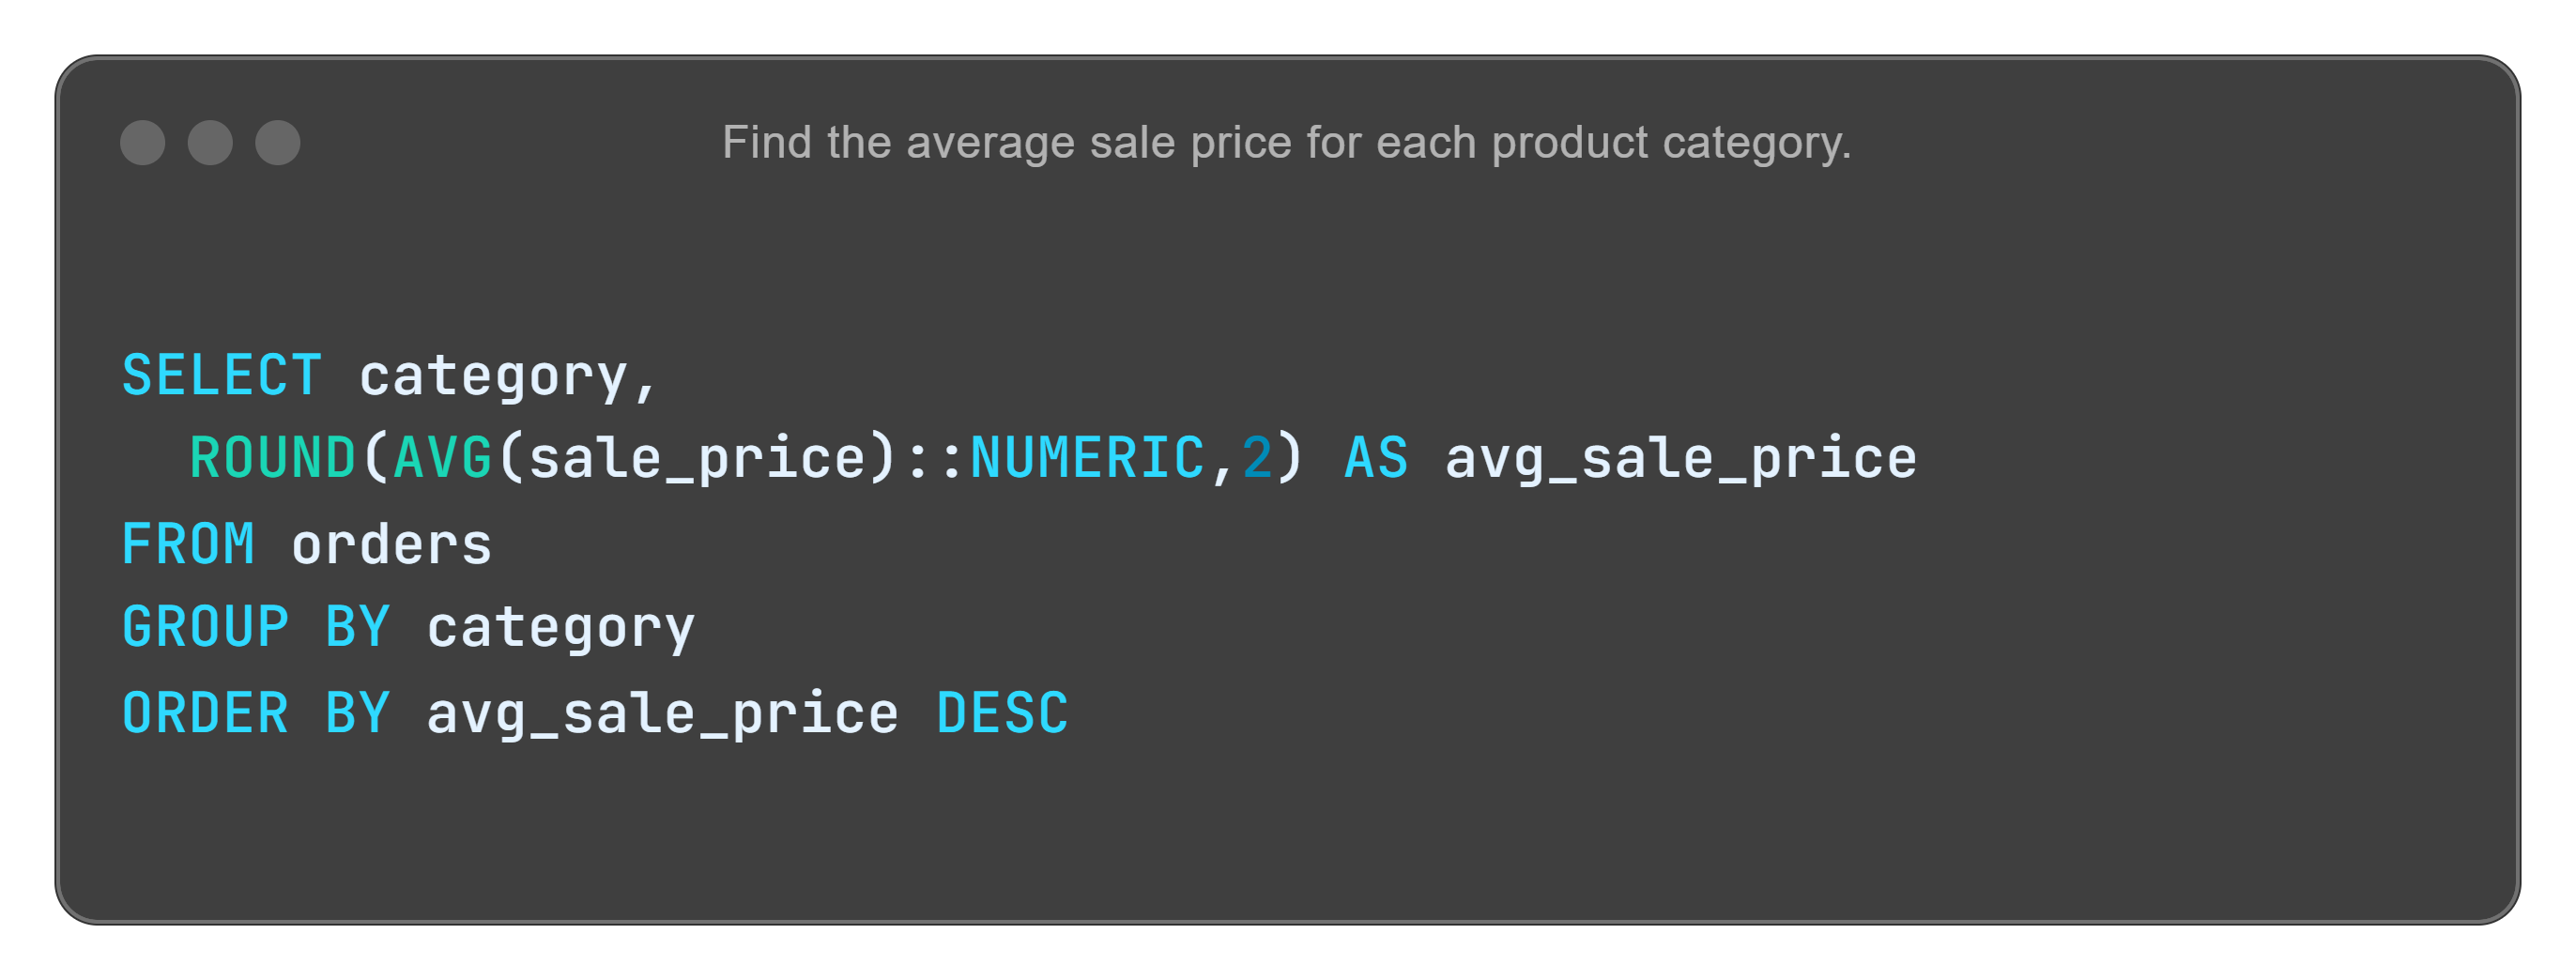 Find the average sale price for each product category.
SELECT category,
  ROUND(AVG(sale_price)::NUMERIC,2) AS avg_sale_price
FROM orders
GROUP BY category
ORDER BY avg_sale_price DESC